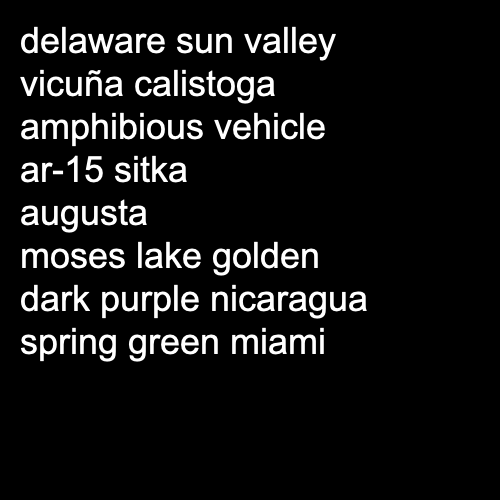 delaware sun valley
vicuña calistoga
amphibious vehicle
ar-15 sitka
augusta
moses lake golden
dark purple nicaragua
spring green miami